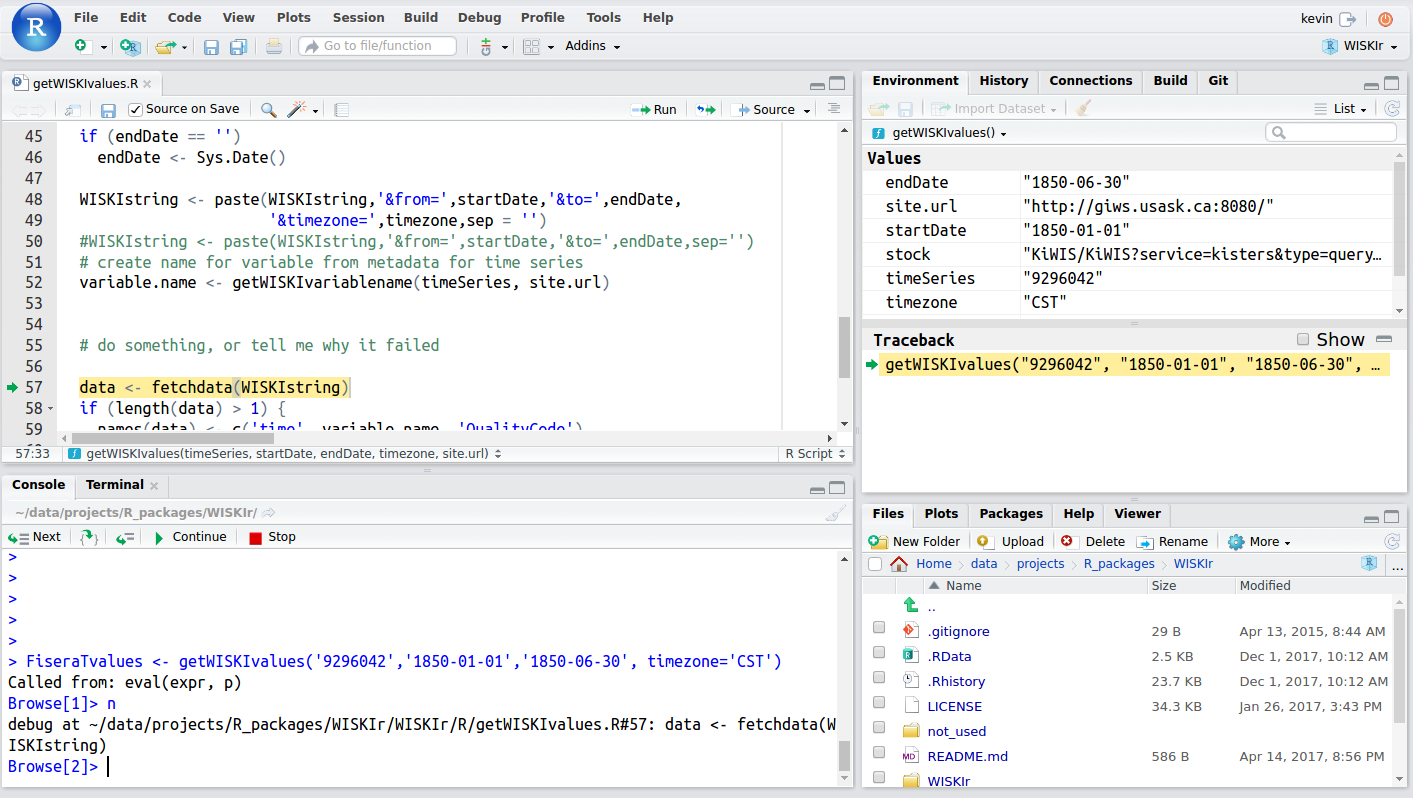 R
File Edit Code View Plots Session Build Debug Profile Tools Help
kevin
Go to file/function
Addins
WISKIr
getWISKIvalues.R
Source on Save
Run
Source
45 if (endDate == '')
46 endDate <- Sys.Date()
47
48 WISKIstring <- paste(WISKIstring,'&from=',startDate,'&to=',endDate,
49 '&timezone=',timezone,sep = '')
50 #WISKIstring <- paste(WISKIstring,'&from=',startDate,'&to=',endDate,sep='')
51 # create name for variable from metadata for time series
52 variable.name <- getWISKIvariablename(timeSeries, site.url)
53
54
55 # do something, or tell me why it failed
56
57 data <- fetchdata(WISKIstring)
58 if (length(data) > 1) {
59 names(data) <- c('time', variable.name, 'QualityCode')
57:33 getWISKIvalues(timeSeries, startDate, endDate, timezone, site.url)
R Script
Console Terminal
~/data/projects/R_packages/WISKIr/
Next Continue Stop
>
>
>
>
>
> FiseraTvalues <- getWISKIvalues('9296042','1850-01-01','1850-06-30', timezone='CST')
Called from: eval(expr, p)
Browse[1]> n
debug at ~/data/projects/R_packages/WISKIr/WISKIr/R/getWISKIvalues.R#57: data <- fetchdata(W
ISKIstring)
Browse[2]>
Environment History Connections Build Git
Import Dataset
List
getWISKIvalues()
Values
endDate "1850-06-30"
site.url "http://giws.usask.ca:8080/"
startDate "1850-01-01"
stock "KiWIS/KiWIS?service=kisters&type=query…
timeSeries "9296042"
timezone "CST"
Traceback
Show
getWISKIvalues("9296042", "1850-01-01", "1850-06-30", …
Files Plots Packages Help Viewer
New Folder Upload Delete Rename More
Home data projects R_packages WISKIr
...
Name Size Modified
..
.gitignore 29 B Apr 13, 2015, 8:44 AM
.RData 2.5 KB Dec 1, 2017, 10:12 AM
.Rhistory 23.7 KB Dec 1, 2017, 10:12 AM
LICENSE 34.3 KB Jan 26, 2017, 3:43 PM
not_used
README.md 586 B Apr 14, 2017, 8:56 PM
WISKIr